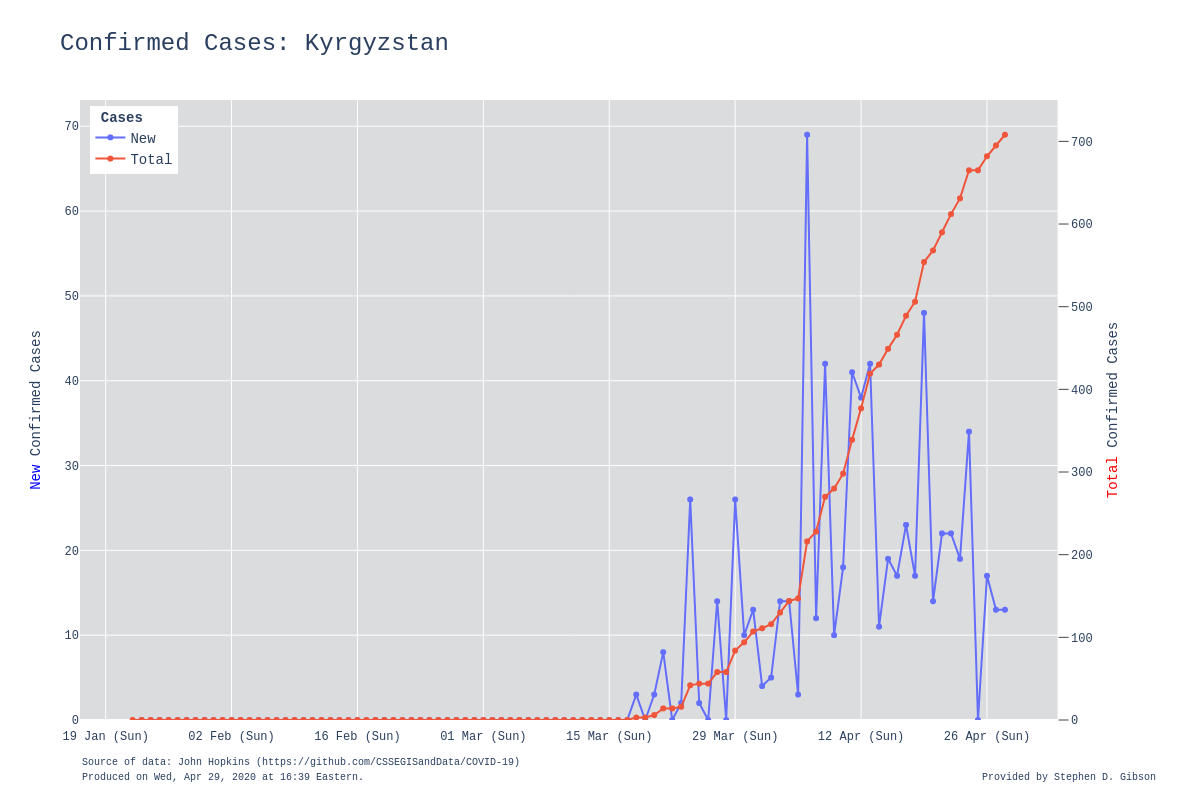 Confirmed Cases: Kyrgyzstan
Cases
New
Total
70
60
50
40
30
20
10
0
New Confirmed Cases
700
600
500
400
300
200
100
0
Total Confirmed Cases
19 Jan (Sun) 02 Feb (Sun) 16 Feb (Sun) 01 Mar (Sun) 15 Mar (Sun) 29 Mar (Sun) 12 Apr (Sun) 26 Apr (Sun)
Source of data: John Hopkins (https://github.com/CSSEGISandData/COVID-19)
Produced on Wed, Apr 29, 2020 at 16:39 Eastern.
Provided by Stephen D. Gibson